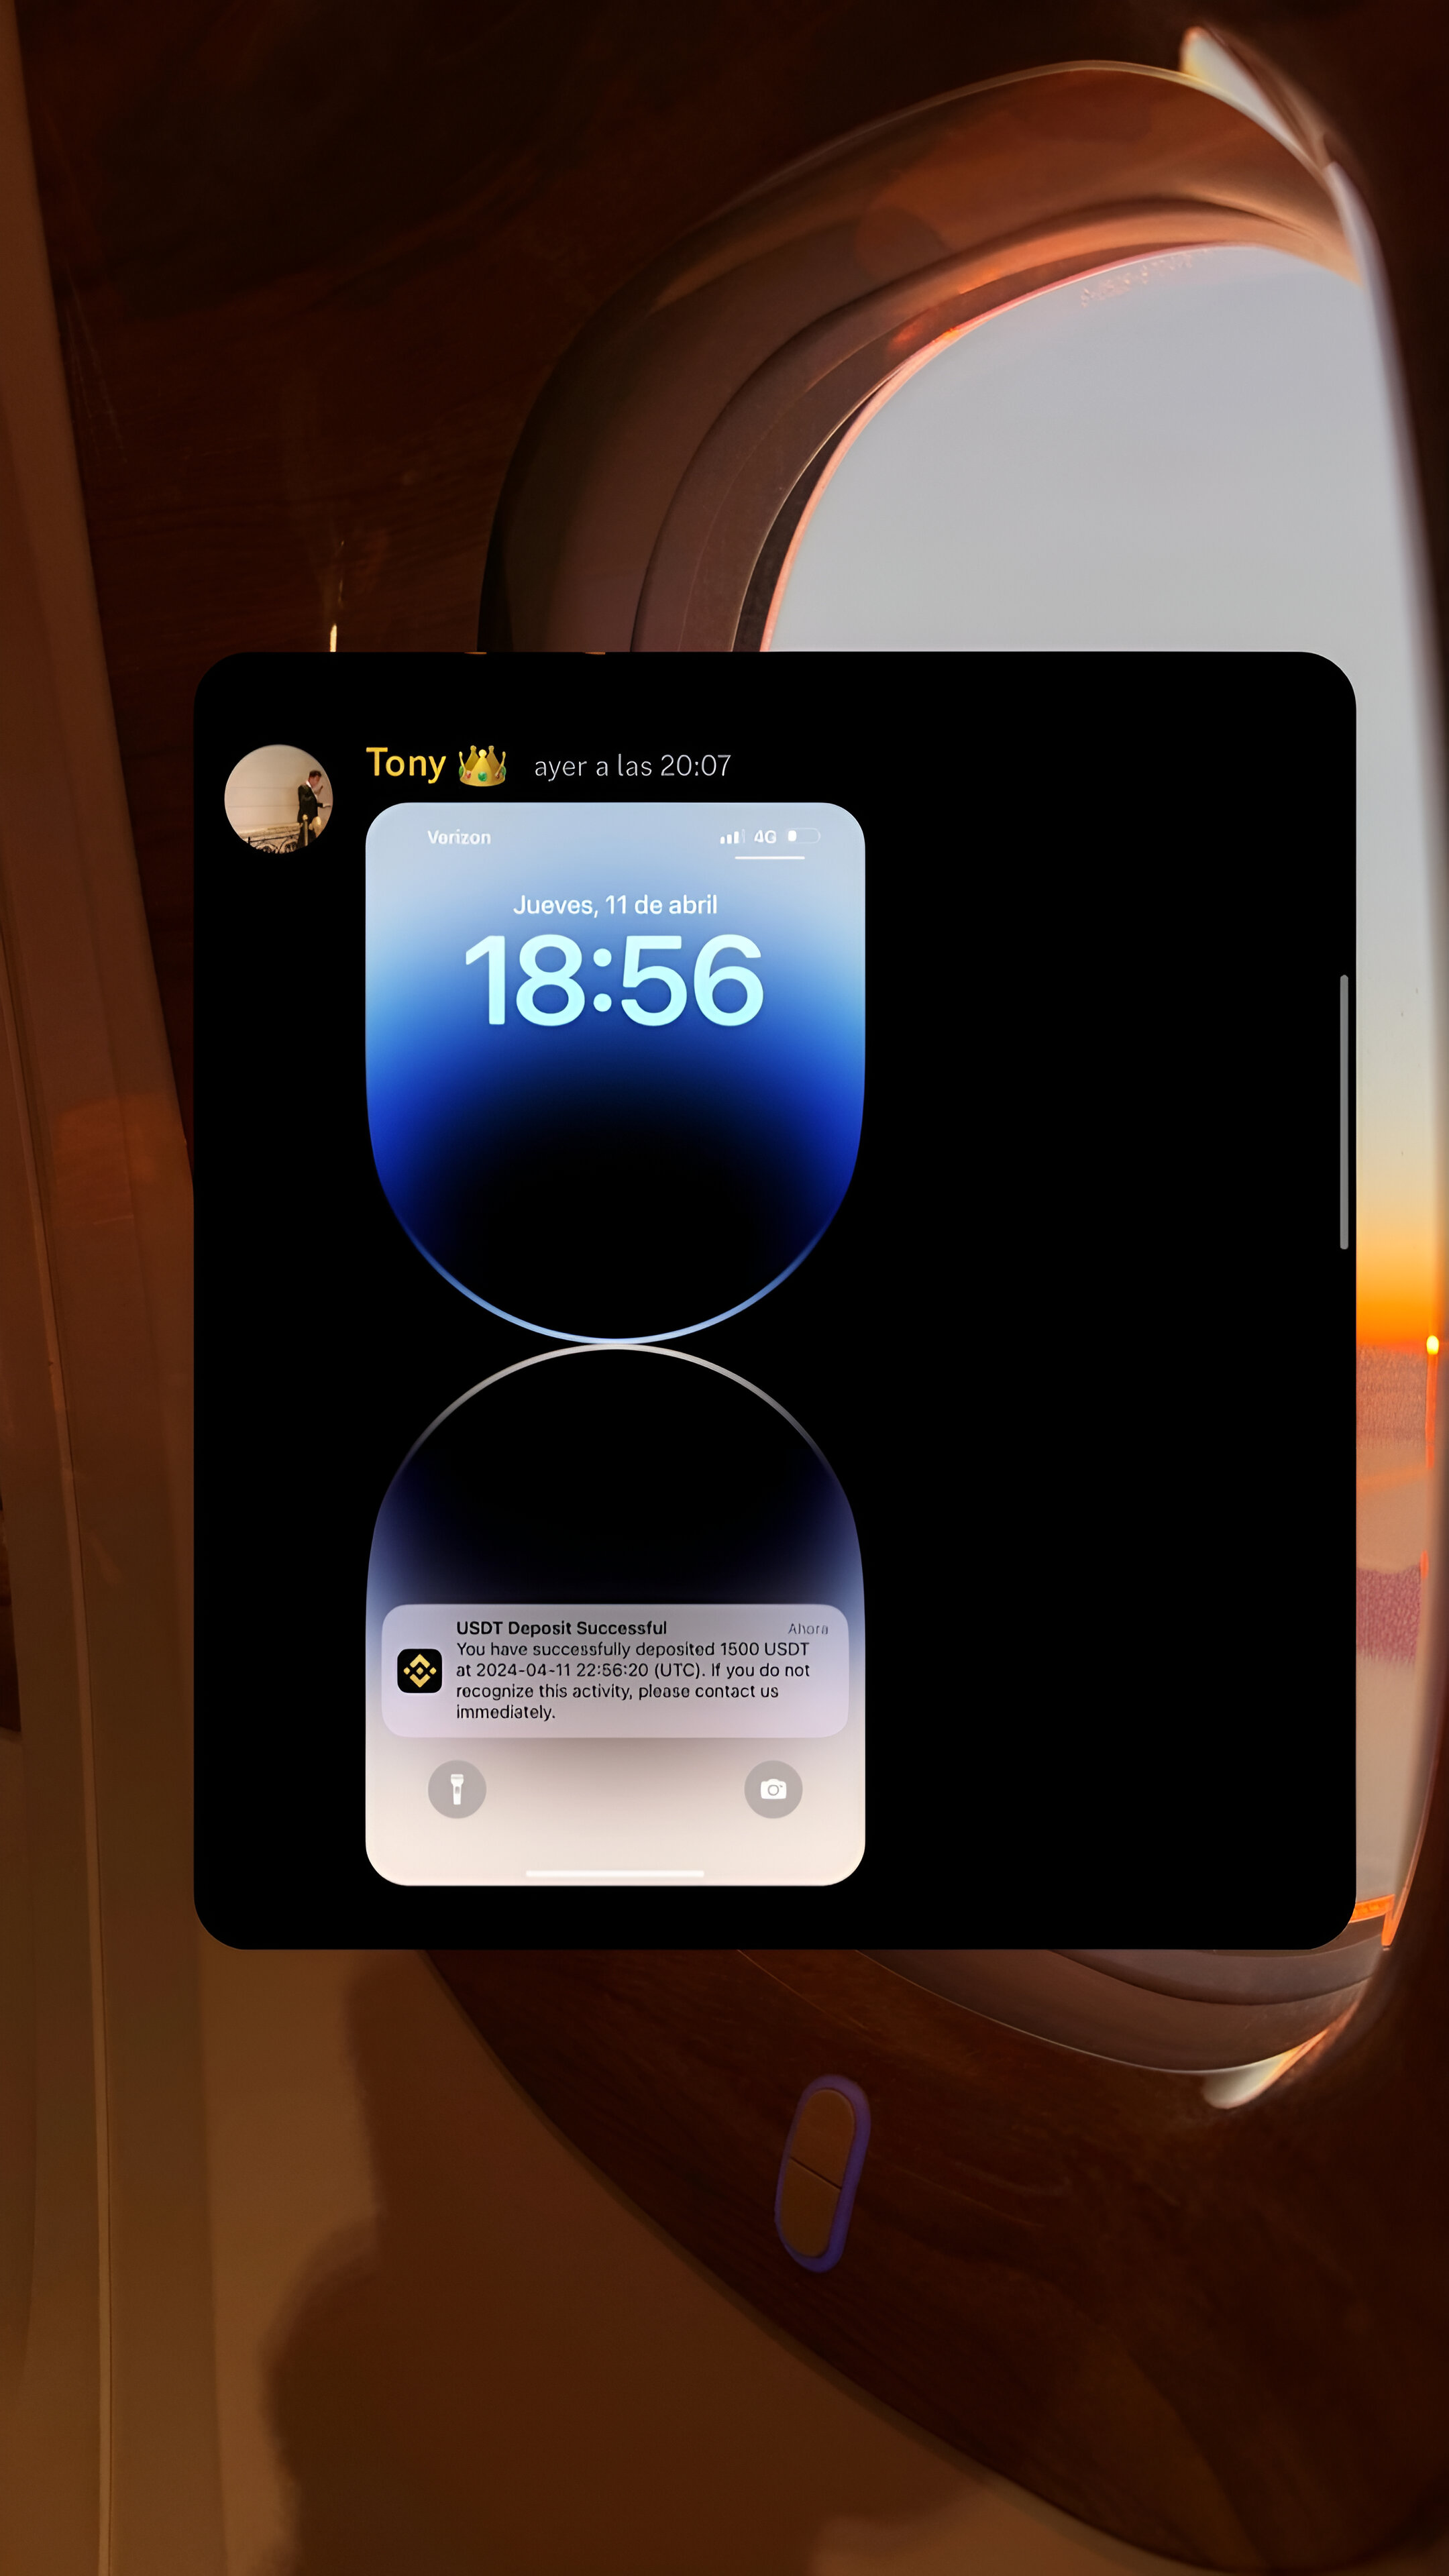 Tony 👑 ayer a las 20:07
Verizon 4G
Jueves, 11 de abril
18:56
USDT Deposit Successful Ahora
You have successfully deposited 1500 USDT
at 2024-04-11 22:56:20 (UTC). If you do not
recognize this activity, please contact us
immediately.